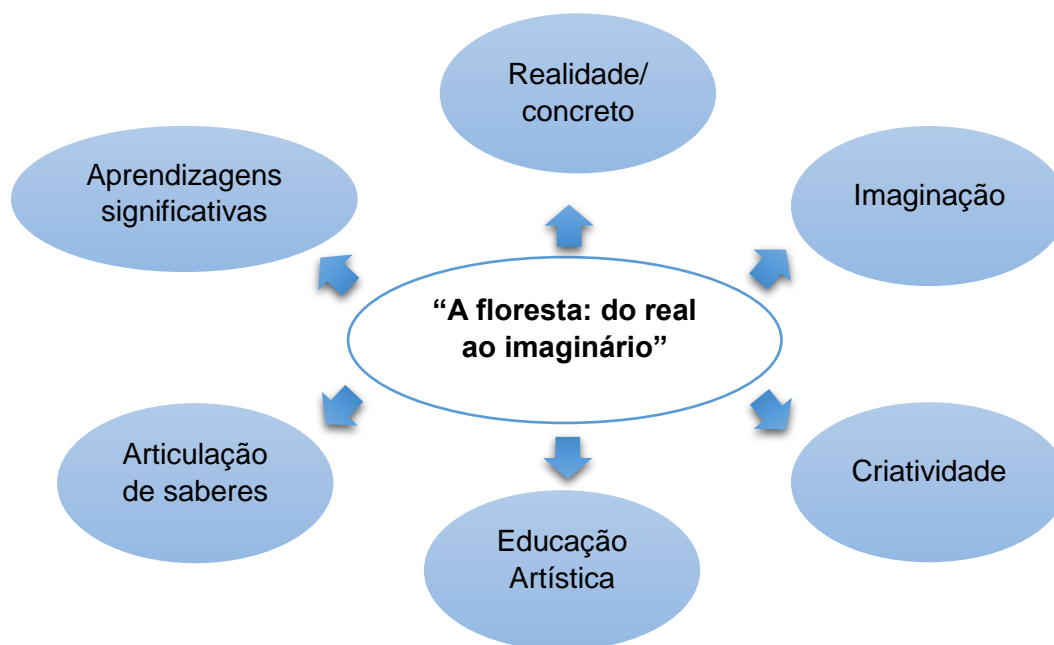 Realidade/
concreto
Aprendizagens
significativas
Imaginação
“A floresta: do real
ao imaginário”
Articulação
de saberes
Criatividade
Educação
Artística